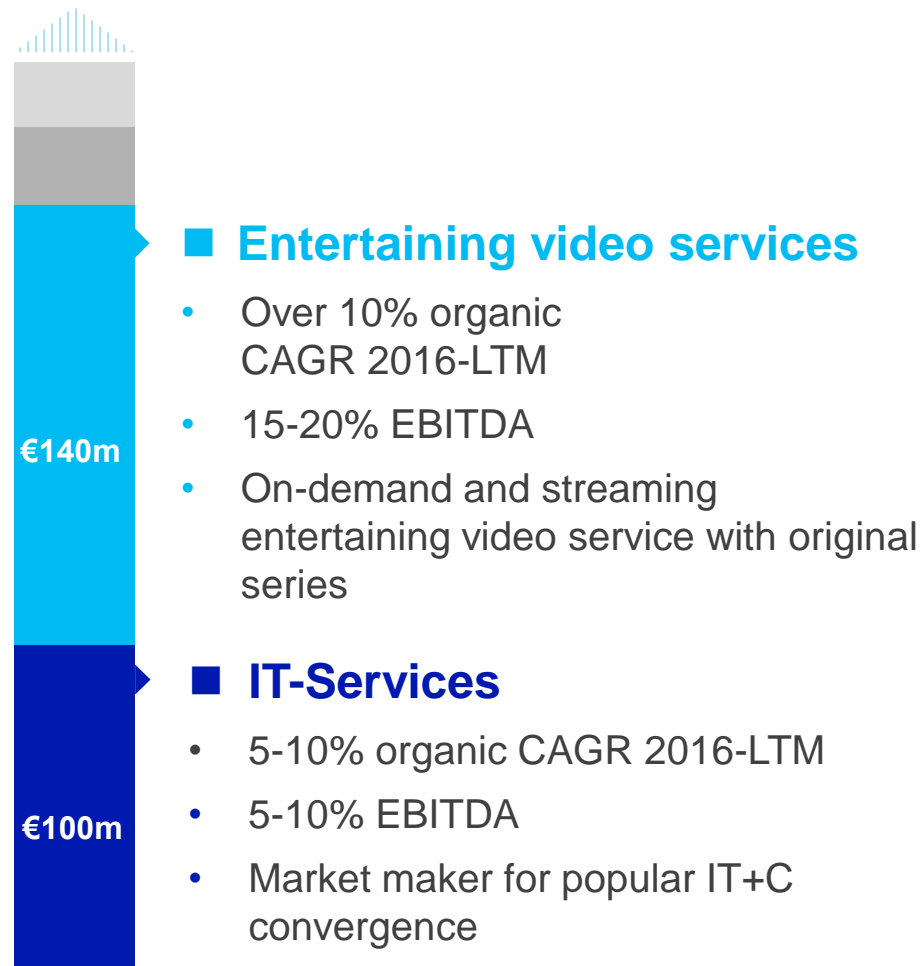 ■ Entertaining video services
• Over 10% organic
CAGR 2016-LTM
• 15-20% EBITDA
€140m
• On-demand and streaming
entertaining video service with original
series
■ IT-Services
• 5-10% organic CAGR 2016-LTM
• 5-10% EBITDA
€100m
• Market maker for popular IT+C
convergence